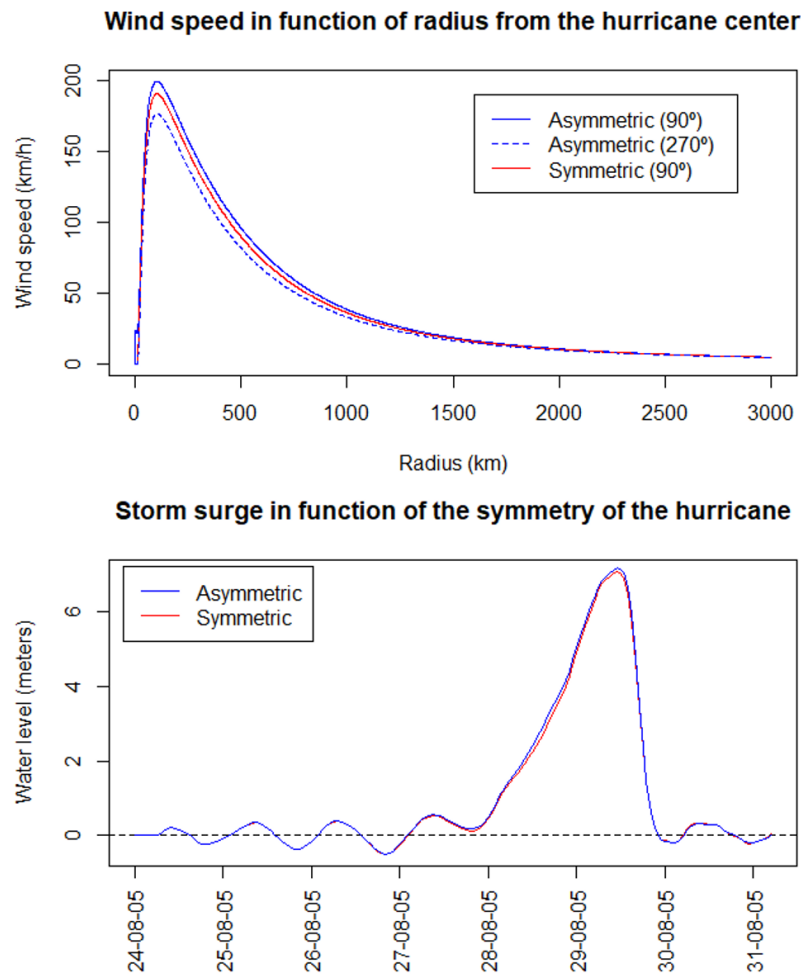 Wind speed in function of radius from the hurricane center
Wind speed (km/h)
200
150
100
50
0
Asymmetric (90º)
Asymmetric (270º)
Symmetric (90º)
0 500 1000 1500 2000 2500 3000
Radius (km)
Storm surge in function of the symmetry of the hurricane
Water level (meters)
6
4
2
0
Asymmetric
Symmetric
24-08-05
25-08-05
26-08-05
27-08-05
28-08-05
29-08-05
30-08-05
31-08-05